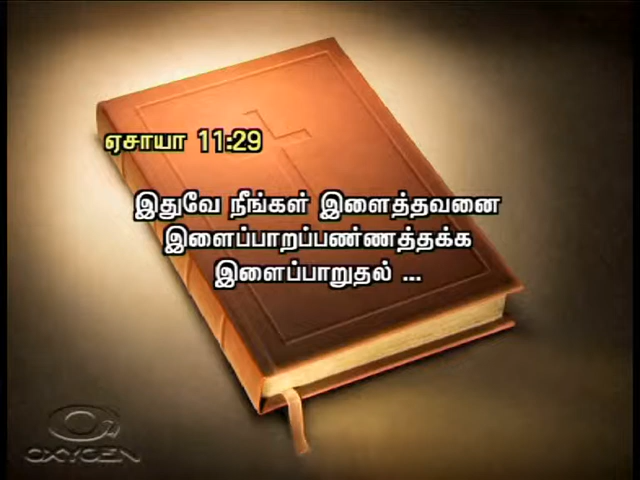 ஏசாயா 11:29
இதுவே நீங்கள் இளைத்தவனை
இளைப்பாறப்பண்ணத்தக்க
இளைப்பாறுதல் ...
OXYGEN